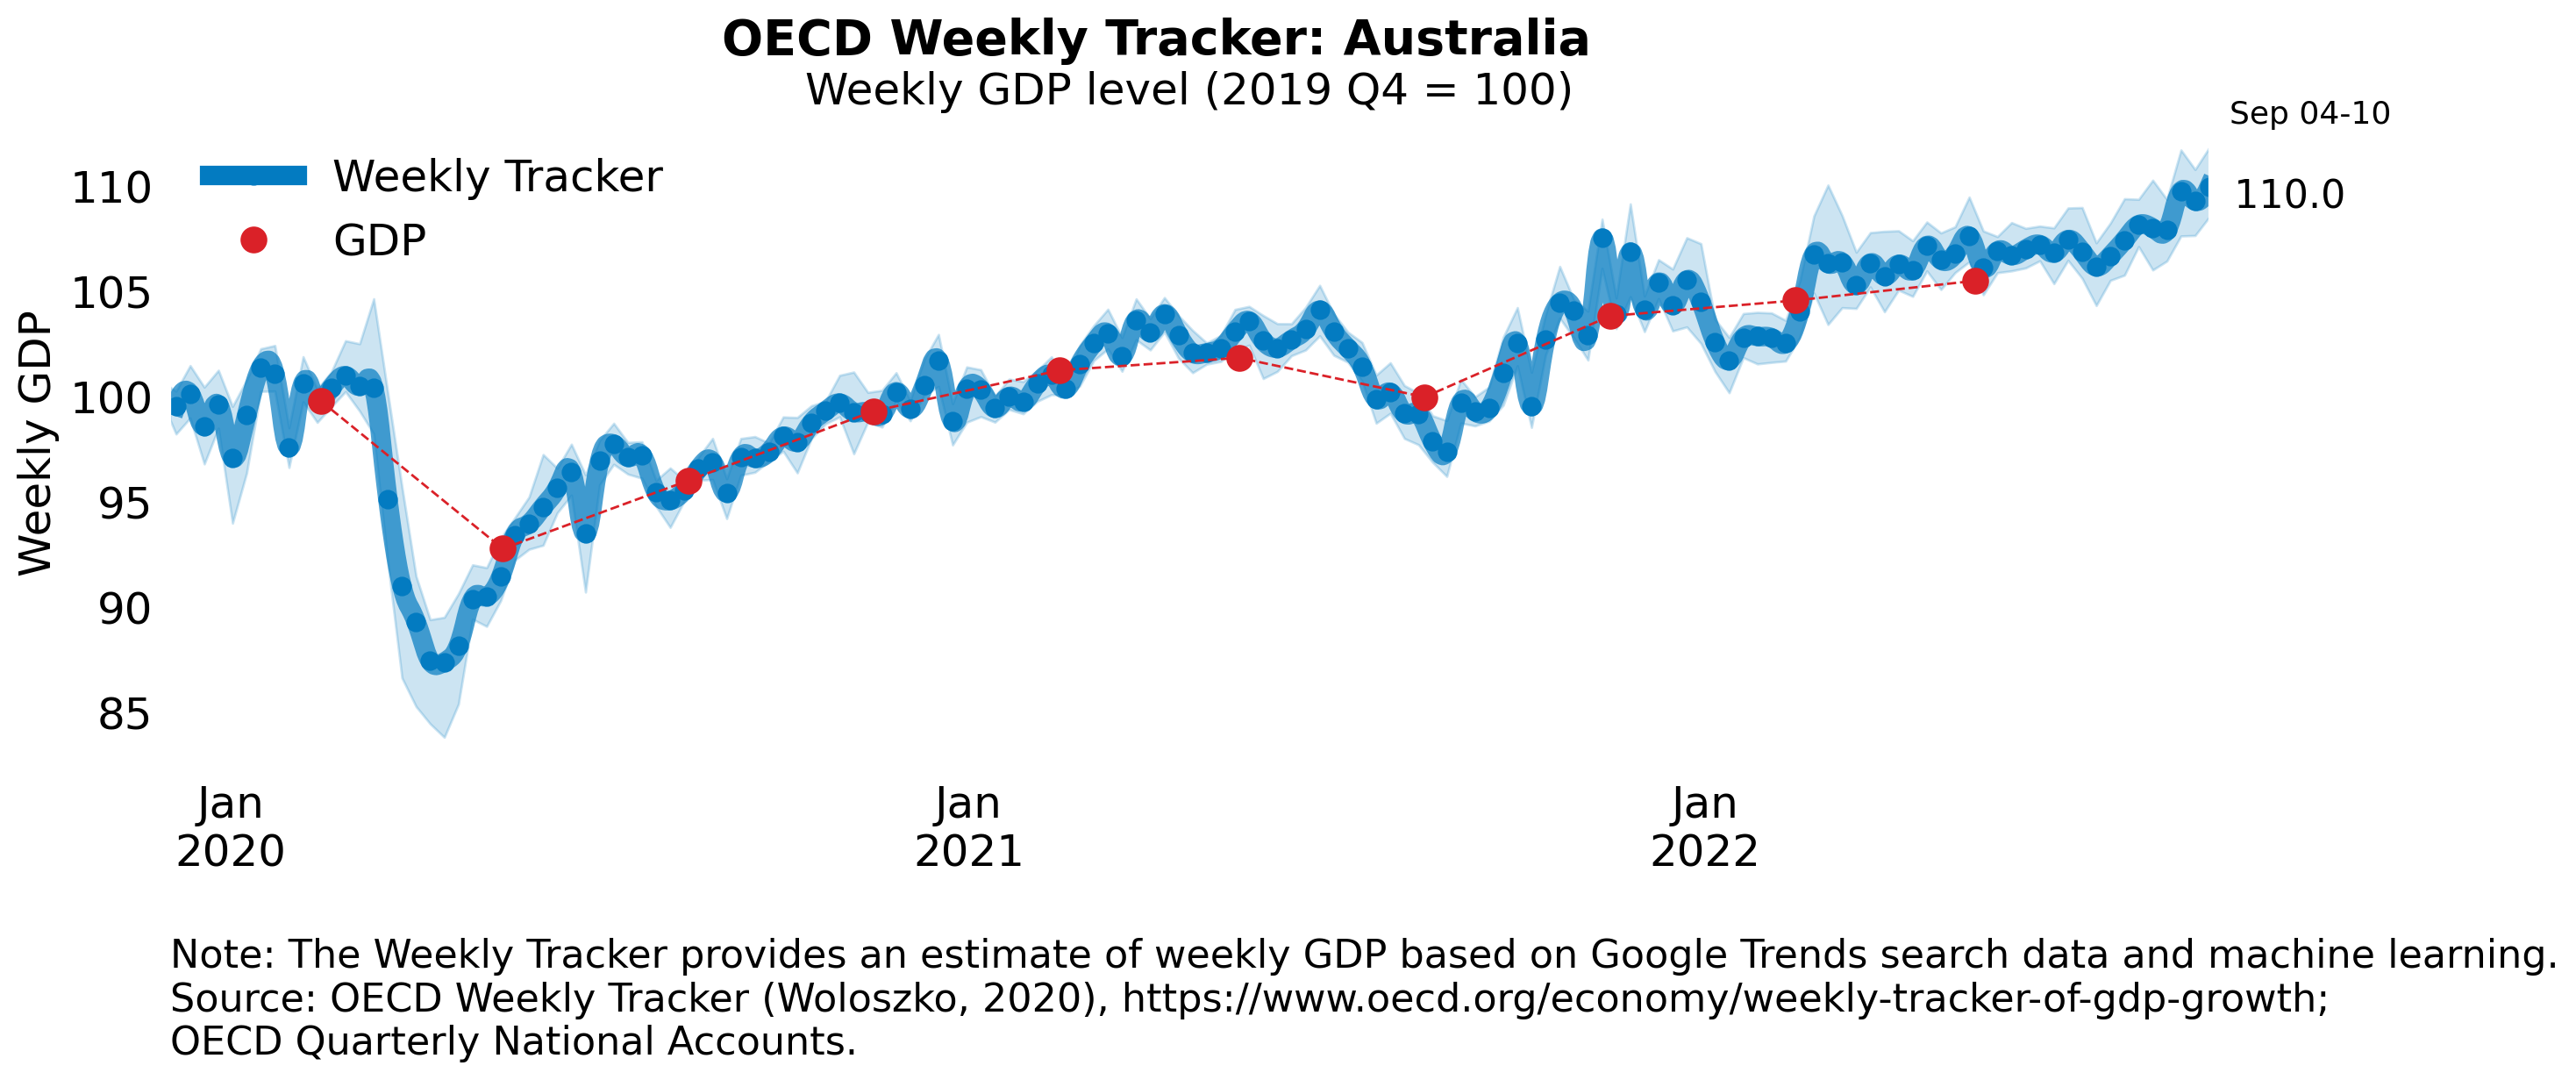 OECD Weekly Tracker: Australia
Weekly GDP level (2019 Q4 = 100)
Sep 04-10
110.0
Weekly Tracker
GDP
Weekly GDP
110
105
100
95
90
85
Jan
2020
Jan
2021
Jan
2022
Note: The Weekly Tracker provides an estimate of weekly GDP based on Google Trends search data and machine learning.
Source: OECD Weekly Tracker (Woloszko, 2020), https://www.oecd.org/economy/weekly-tracker-of-gdp-growth;
OECD Quarterly National Accounts.